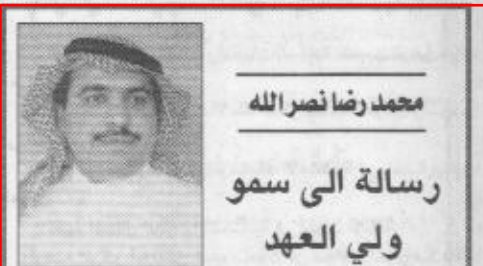 محمد رضا نصر الله
رسالة الى سمو
ولي العهد